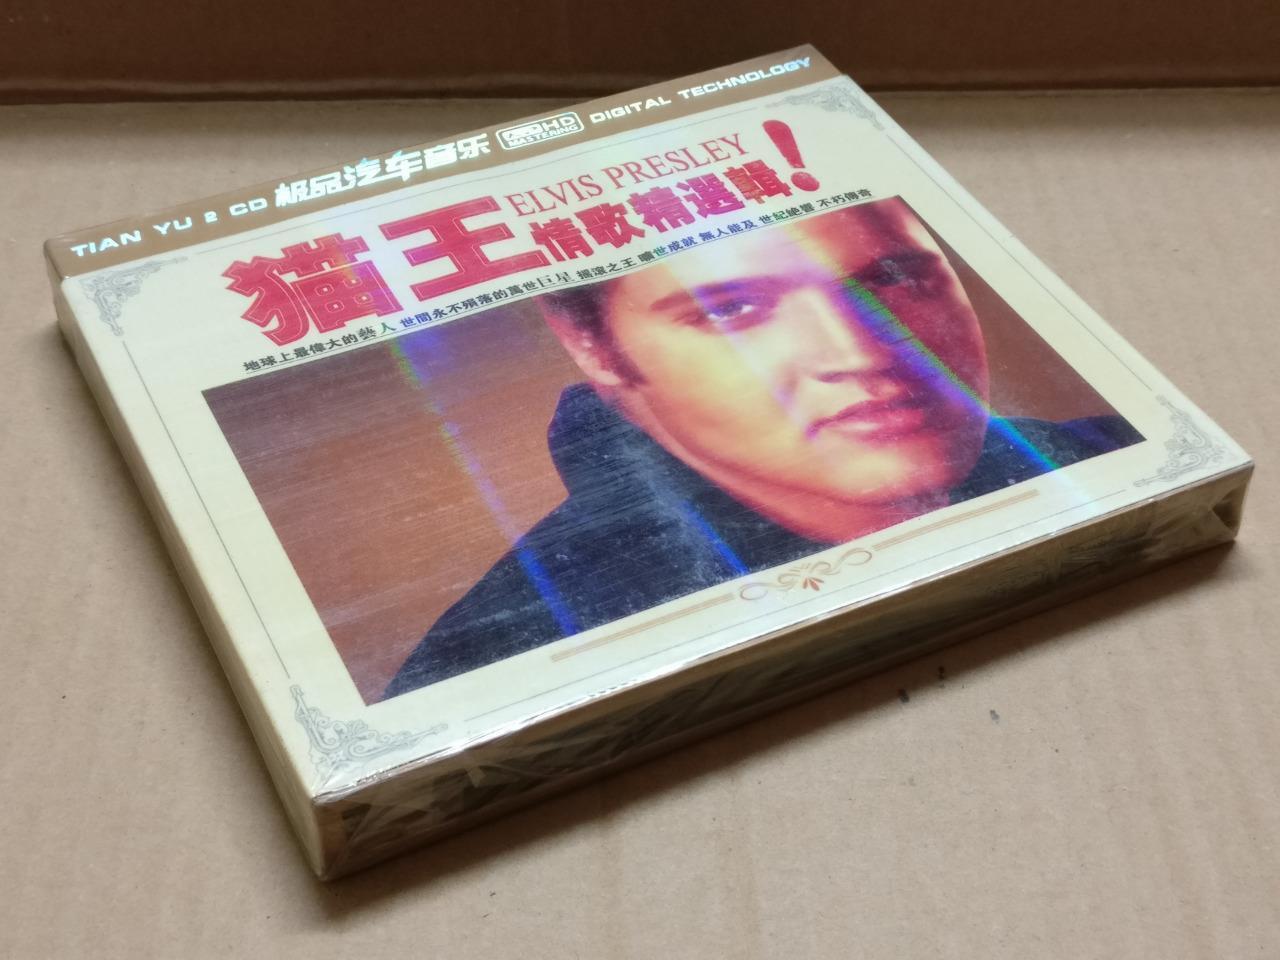 TIAN YU 2 CD 极品汽车音乐 HD MASTERING DIGITAL TECHNOLOGY
猫王 ELVIS PRESLEY
情歌精選輯!
地球上最偉大的藝人 世間永不殞落的萬世巨星 摇滾之王 曠世成就 無人能及 世紀絶響 不朽傳奇